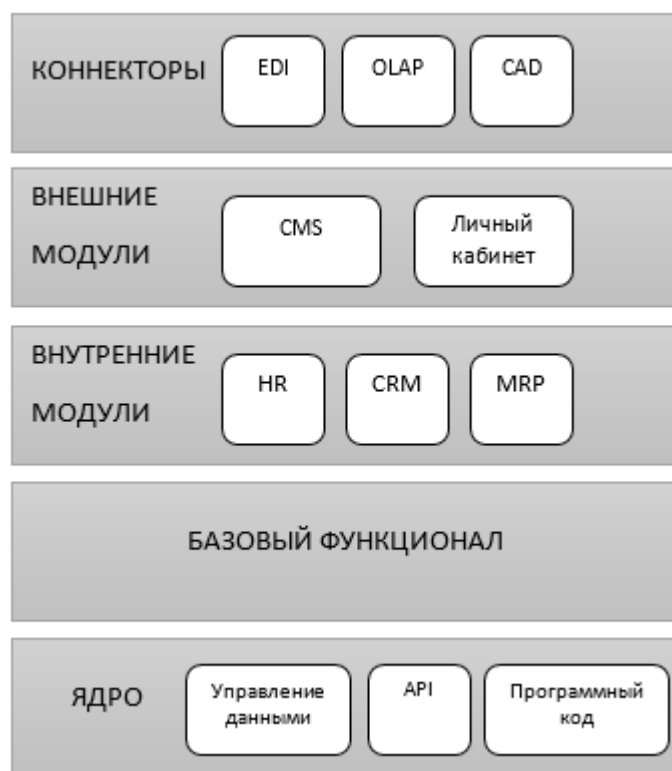 КОННЕКТОРЫ
EDI
OLAP
CAD
ВНЕШНИЕ
МОДУЛИ
CMS
Личный
кабинет
ВНУТРЕННИЕ
МОДУЛИ
HR
CRM
MRP
БАЗОВЫЙ ФУНКЦИОНАЛ
ЯДРО
Управление
данными
API
Программный
код